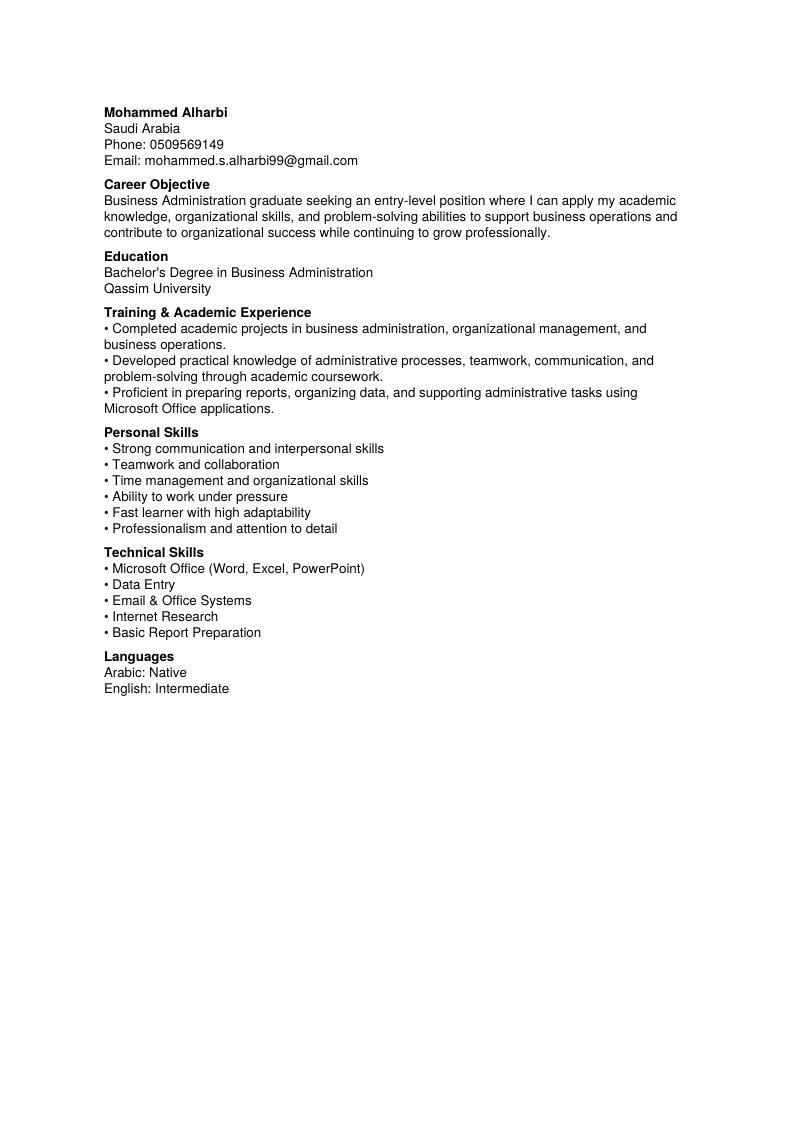 Mohammed Alharbi
Saudi Arabia
Phone: 0509569149
Email: mohammed.s.alharbi99@gmail.com
Career Objective
Business Administration graduate seeking an entry-level position where I can apply my academic
knowledge, organizational skills, and problem-solving abilities to support business operations and
contribute to organizational success while continuing to grow professionally.
Education
Bachelor's Degree in Business Administration
Qassim University
Training & Academic Experience
• Completed academic projects in business administration, organizational management, and
business operations.
• Developed practical knowledge of administrative processes, teamwork, communication, and
problem-solving through academic coursework.
• Proficient in preparing reports, organizing data, and supporting administrative tasks using
Microsoft Office applications.
Personal Skills
• Strong communication and interpersonal skills
• Teamwork and collaboration
• Time management and organizational skills
• Ability to work under pressure
• Fast learner with high adaptability
• Professionalism and attention to detail
Technical Skills
• Microsoft Office (Word, Excel, PowerPoint)
• Data Entry
• Email & Office Systems
• Internet Research
• Basic Report Preparation
Languages
Arabic: Native
English: Intermediate